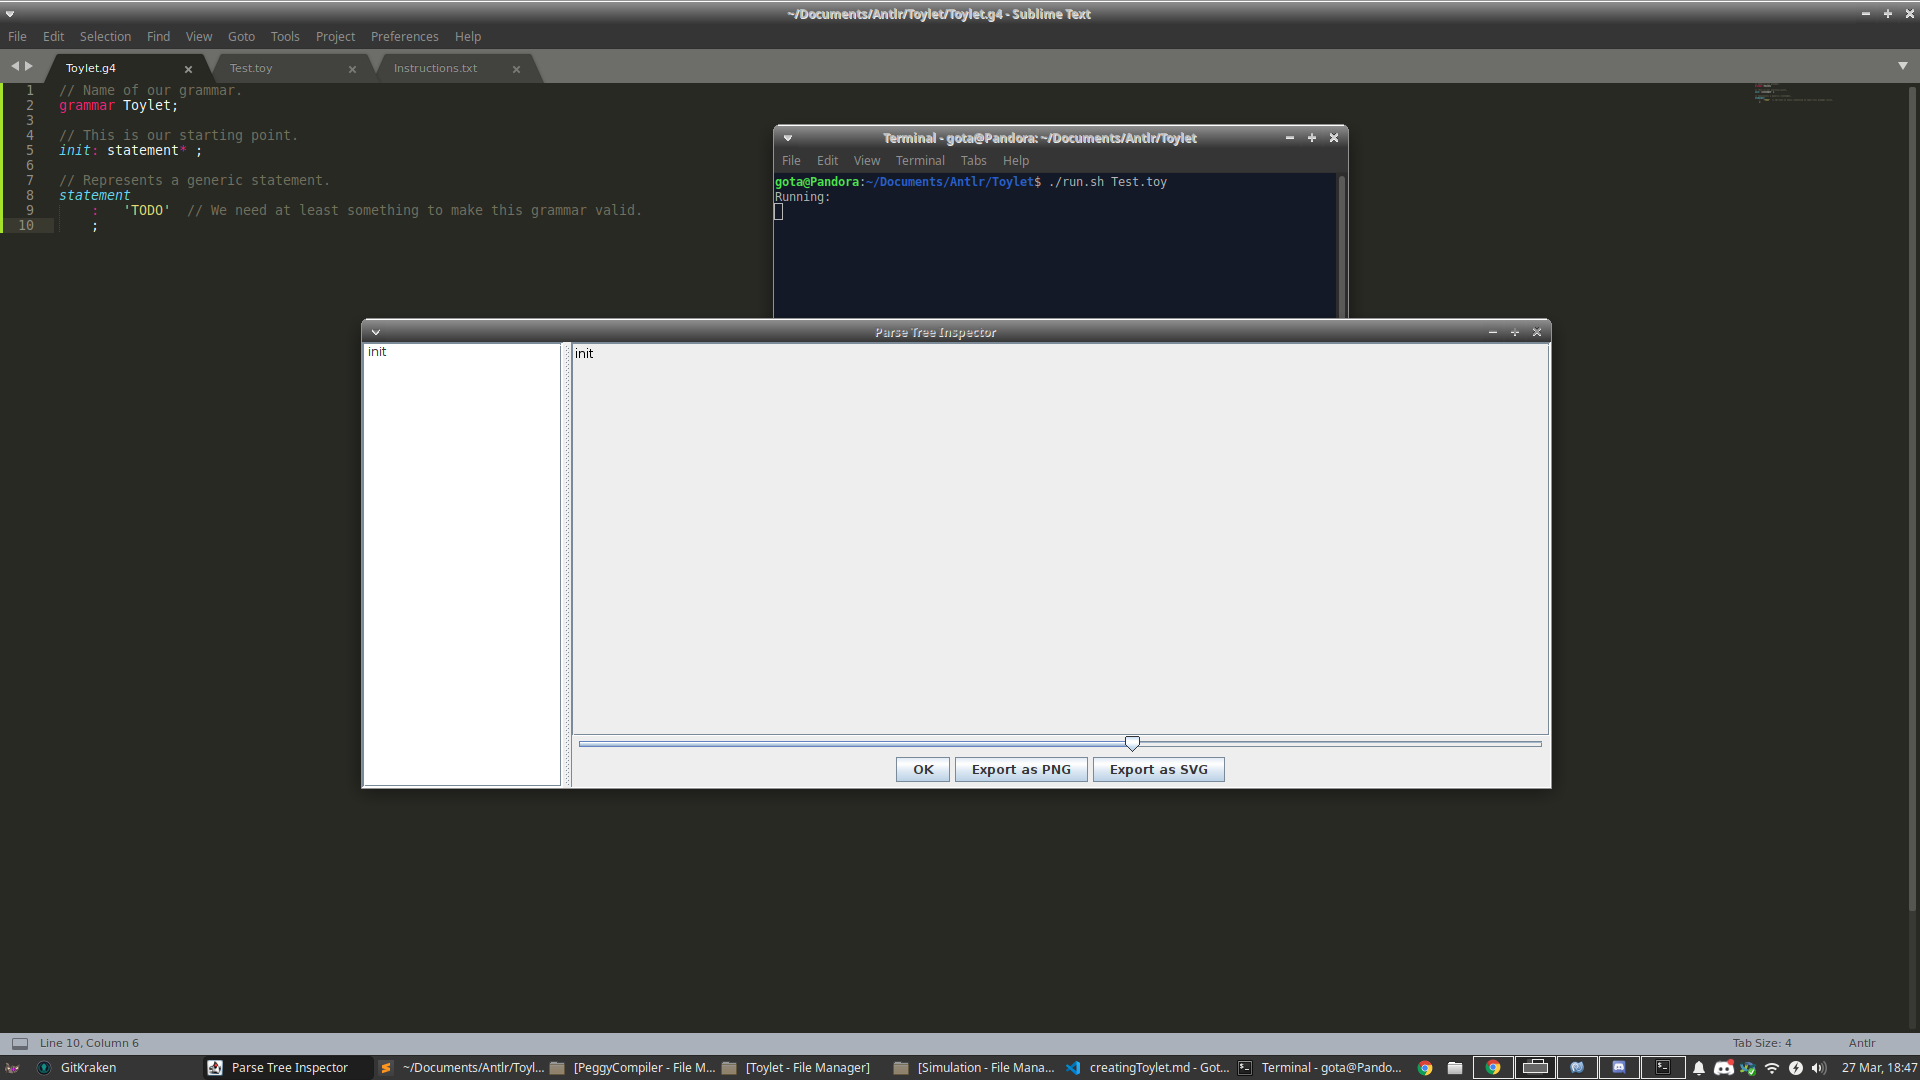 ~/Documents/Antlr/Toylet/Toylet.g4 - Sublime Text
File Edit Selection Find View Goto Tools Project Preferences Help
Toylet.g4 Test.toy Instructions.txt
1 // Name of our grammar.
2 grammar Toylet;
3
4 // This is our starting point.
5 init: statement* ;
6
7 // Represents a generic statement.
8 statement
9 : 'TODO' // We need at least something to make this grammar valid.
10 ;
Terminal - gota@Pandora: ~/Documents/Antlr/Toylet
File Edit View Terminal Tabs Help
gota@Pandora:~/Documents/Antlr/Toylet$ ./run.sh Test.toy
Running:
Parse Tree Inspector
init
init
OK Export as PNG Export as SVG
Line 10, Column 6 Tab Size: 4 Antlr
GitKraken Parse Tree Inspector ~/Documents/Antlr/Toyl... [PeggyCompiler - File M... [Toylet - File Manager] [Simulation - File Mana... creatingToylet.md - Got... Terminal - gota@Pando... 27 Mar, 18:47